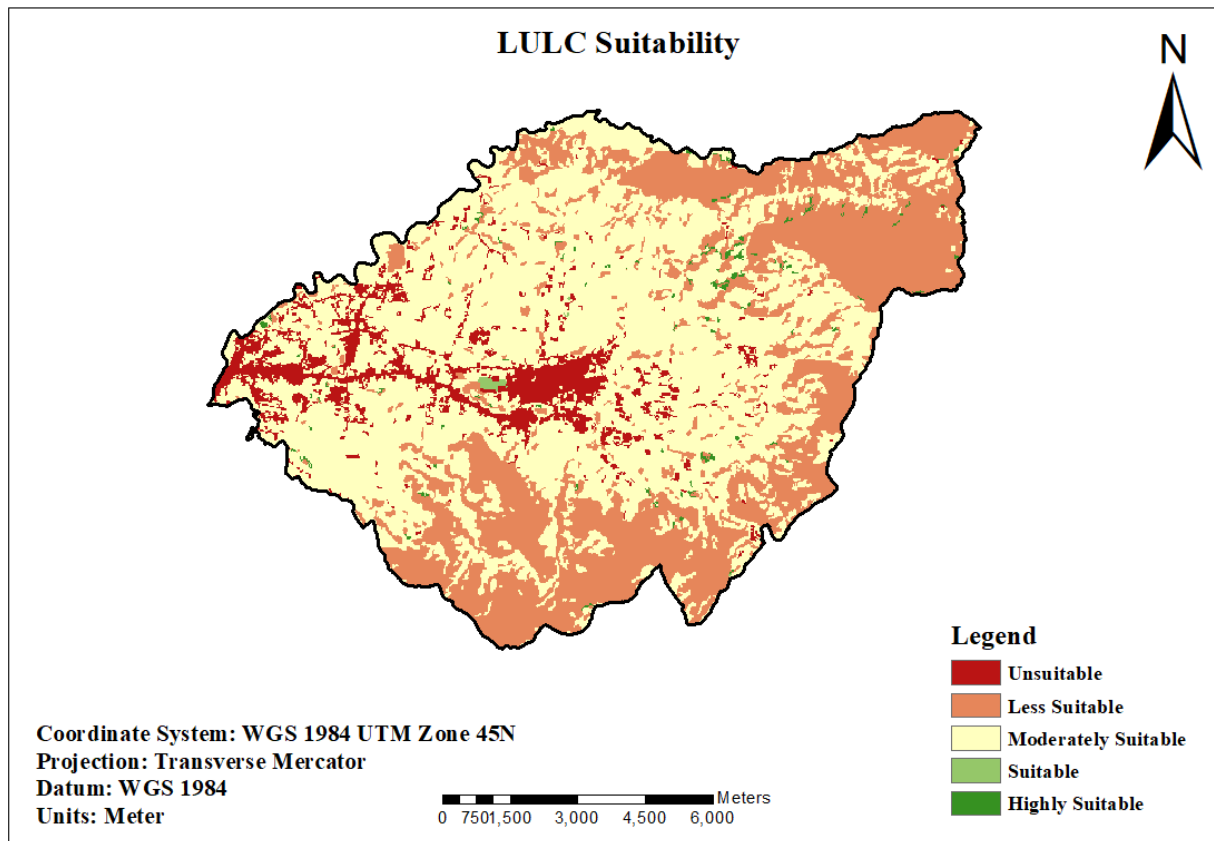 LULC Suitability
N
Legend
Unsuitable
Less Suitable
Moderately Suitable
Suitable
Highly Suitable
Coordinate System: WGS 1984 UTM Zone 45N
Projection: Transverse Mercator
Datum: WGS 1984
Units: Meter
Meters
0 7501,500 3,000 4,500 6,000